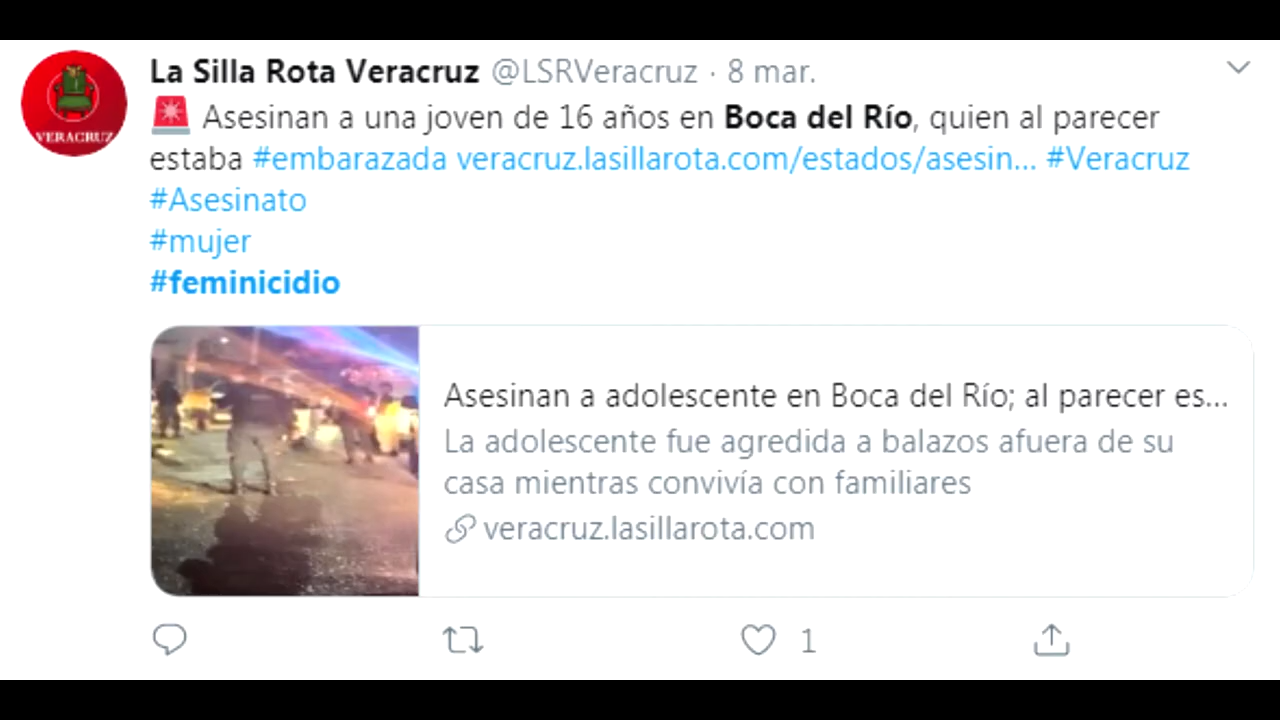 VERACRUZ
La Silla Rota Veracruz @LSRVeracruz · 8 mar.
🚨 Asesinan a una joven de 16 años en Boca del Río, quien al parecer
estaba #embarazada veracruz.lasillarota.com/estados/asesin... #Veracruz
#Asesinato
#mujer
#feminicidio
Asesinan a adolescente en Boca del Río; al parecer es...
La adolescente fue agredida a balazos afuera de su
casa mientras convivía con familiares
veracruz.lasillarota.com
1